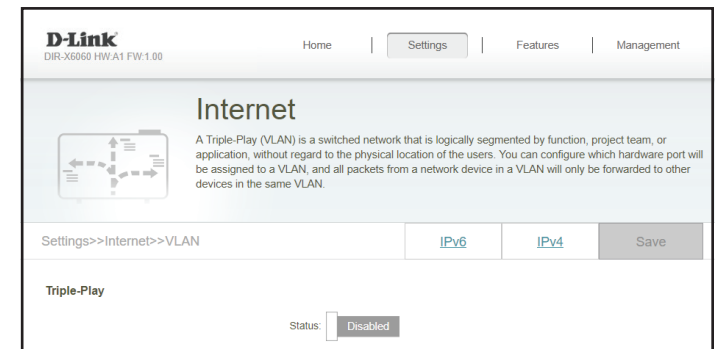 D-Link
DIR-X6060 HW:A1 FW:1.00
Home | Settings | Features | Management
Internet
A Triple-Play (VLAN) is a switched network that is logically segmented by function, project team, or
application, without regard to the physical location of the users. You can configure which hardware port will
be assigned to a VLAN, and all packets from a network device in a VLAN will only be forwarded to other
devices in the same VLAN.
Settings>>Internet>>VLAN
IPv6
IPv4
Save
Triple-Play
Status: Disabled